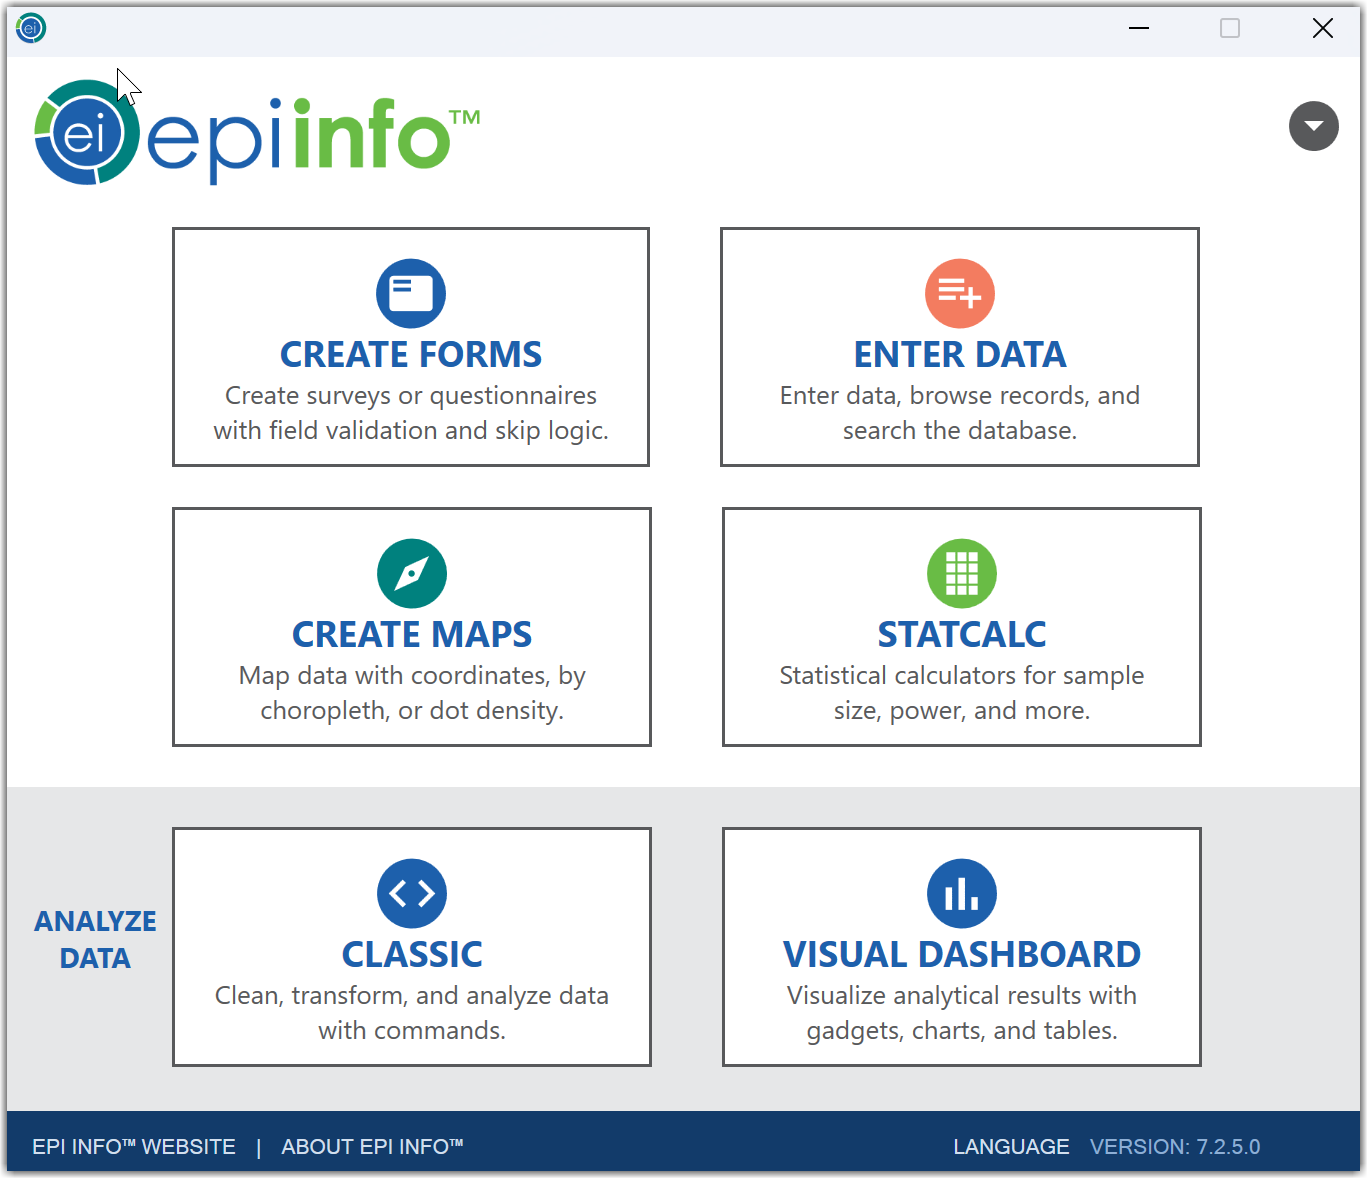 ei
ei epi info™
CREATE FORMS
Create surveys or questionnaires
with field validation and skip logic.
ENTER DATA
Enter data, browse records, and
search the database.
CREATE MAPS
Map data with coordinates, by
choropleth, or dot density.
STATCALC
Statistical calculators for sample
size, power, and more.
ANALYZE
DATA
CLASSIC
Clean, transform, and analyze data
with commands.
VISUAL DASHBOARD
Visualize analytical results with
gadgets, charts, and tables.
EPI INFO™ WEBSITE | ABOUT EPI INFO™ LANGUAGE VERSION: 7.2.5.0